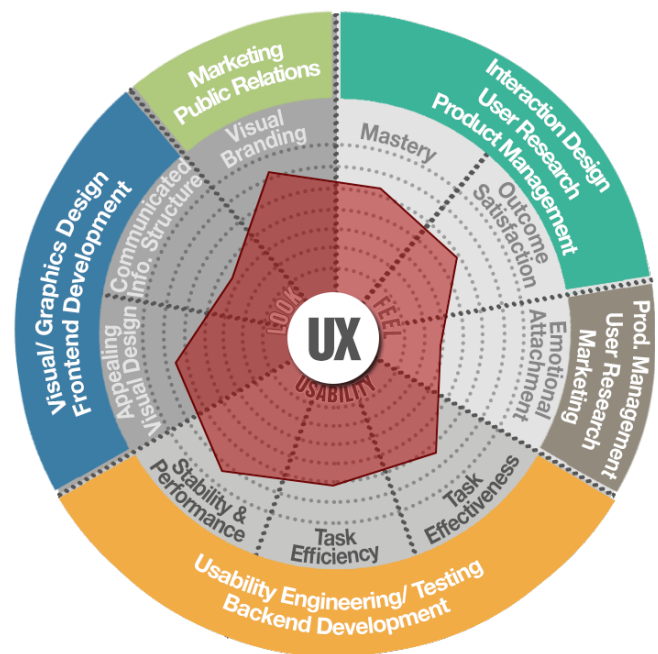 Marketing
Public Relations
Interaction Design
User Research
Product Management
Visual/ Graphics Design
Frontend Development
Prod. Management
User Research
Marketing
Usability Engineering/ Testing
Backend Development
Visual
Branding
Mastery
Outcome
Satisfaction
Emotional
Attachment
Task
Effectiveness
Task
Efficiency
Stability &
Performance
Appealing
Visual Design
Communicated
Info. Structure
LOOK
FEEL
USABILITY
UX